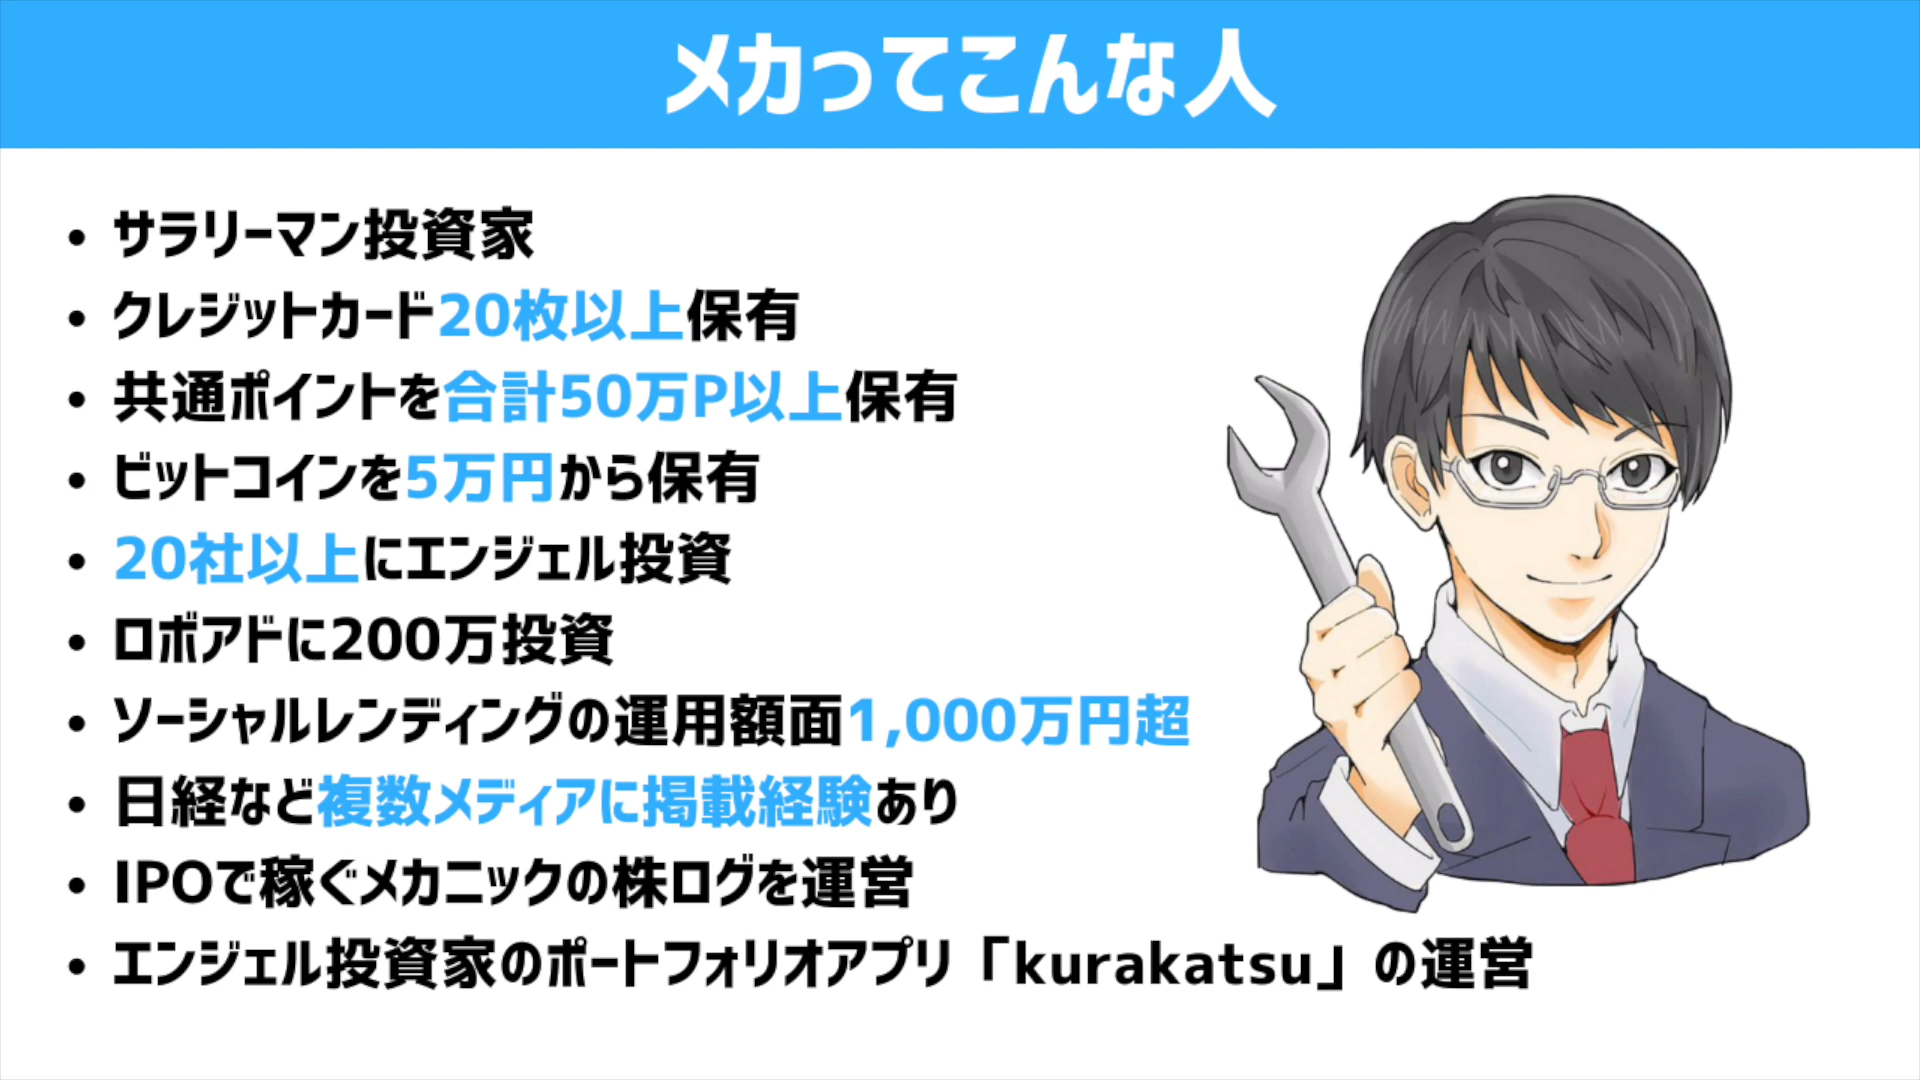 メカってこんな人
・サラリーマン投資家
・クレジットカード20枚以上保有
・共通ポイントを合計50万P以上保有
・ビットコインを5万円から保有
・20社以上にエンジェル投資
・ロボアドに200万投資
・ソーシャルレンディングの運用額面1,000万円超
・日経など複数メディアに掲載経験あり
・IPOで稼ぐメカニックの株ログを運営
・エンジェル投資家のポートフォリオアプリ「kurakatsu」の運営